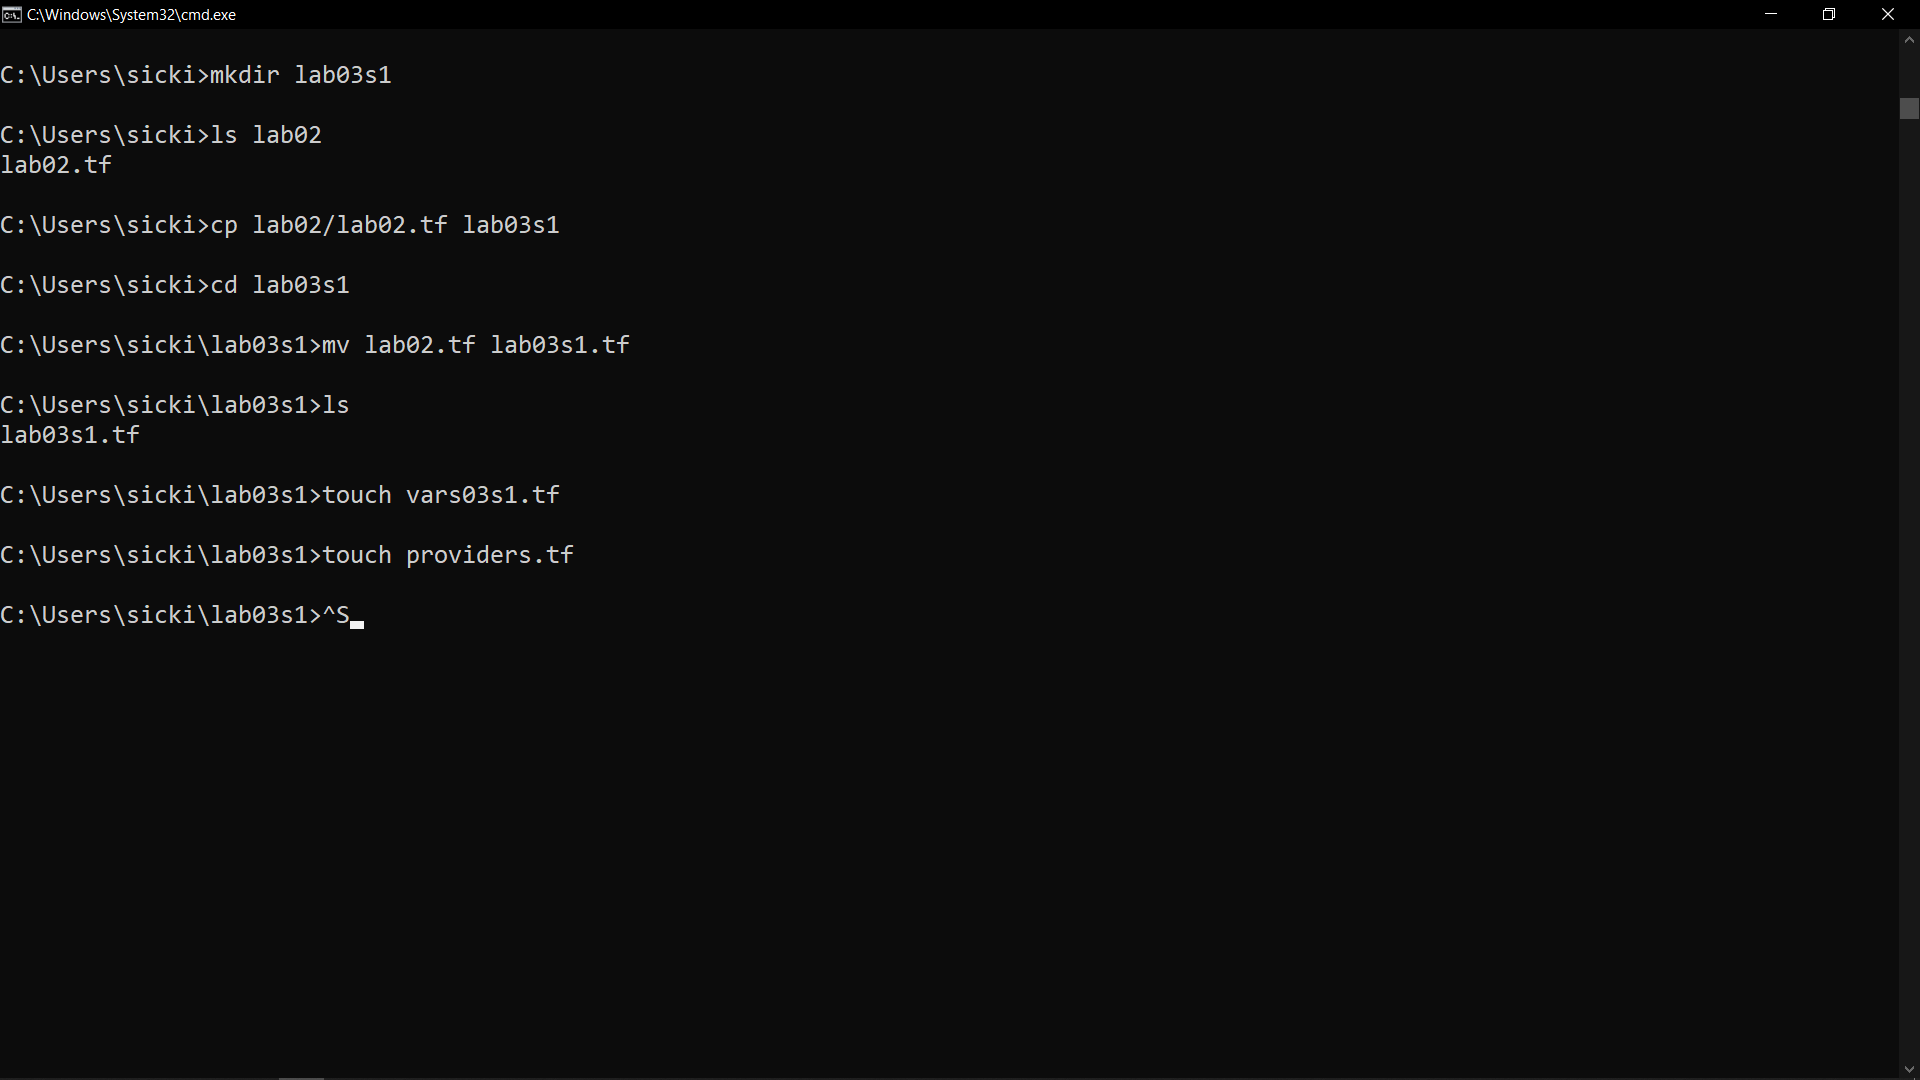 C:\Windows\System32\cmd.exe
C:\Users\sicki>mkdir lab03s1
C:\Users\sicki>ls lab02
lab02.tf
C:\Users\sicki>cp lab02/lab02.tf lab03s1
C:\Users\sicki>cd lab03s1
C:\Users\sicki\lab03s1>mv lab02.tf lab03s1.tf
C:\Users\sicki\lab03s1>ls
lab03s1.tf
C:\Users\sicki\lab03s1>touch vars03s1.tf
C:\Users\sicki\lab03s1>touch providers.tf
C:\Users\sicki\lab03s1>^S